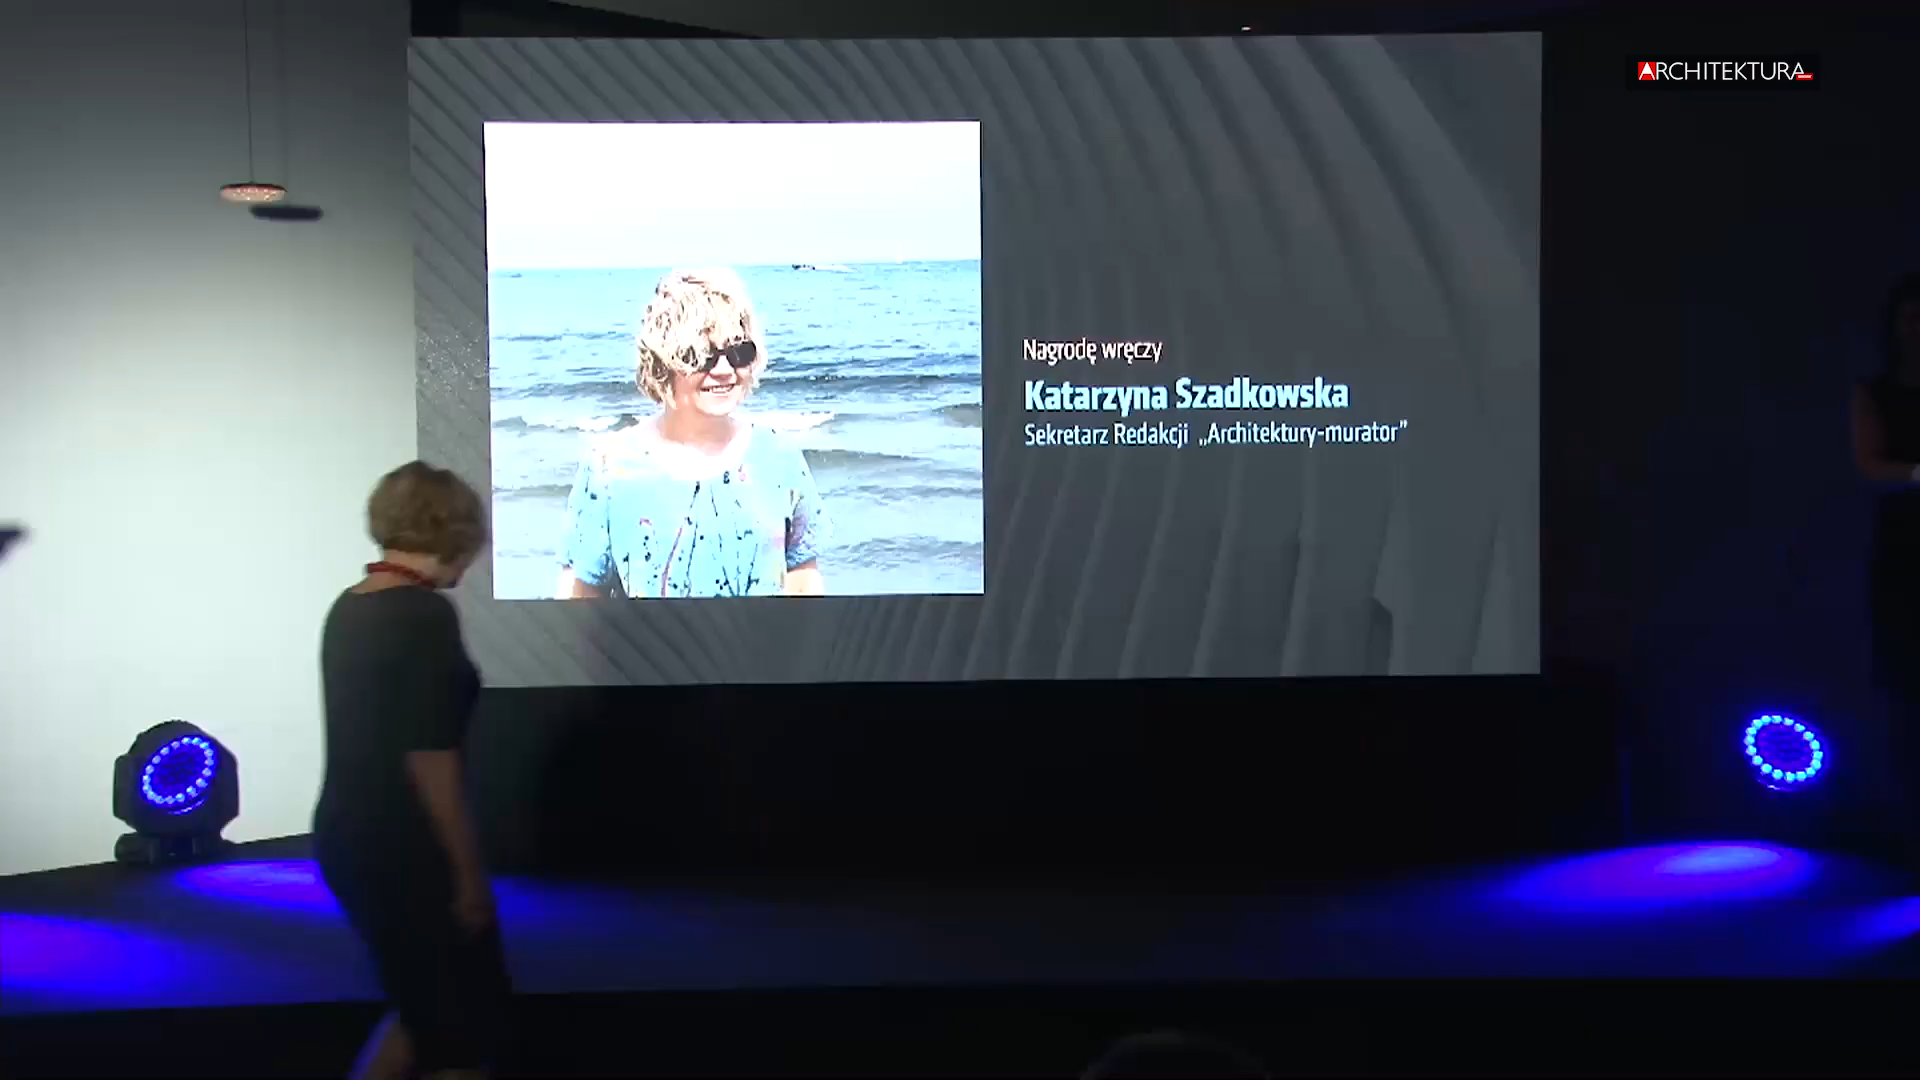 ARCHITEKTURA
Nagrodę wręczy
Katarzyna Szadkowska
Sekretarz Redakcji „Architektury-murator”